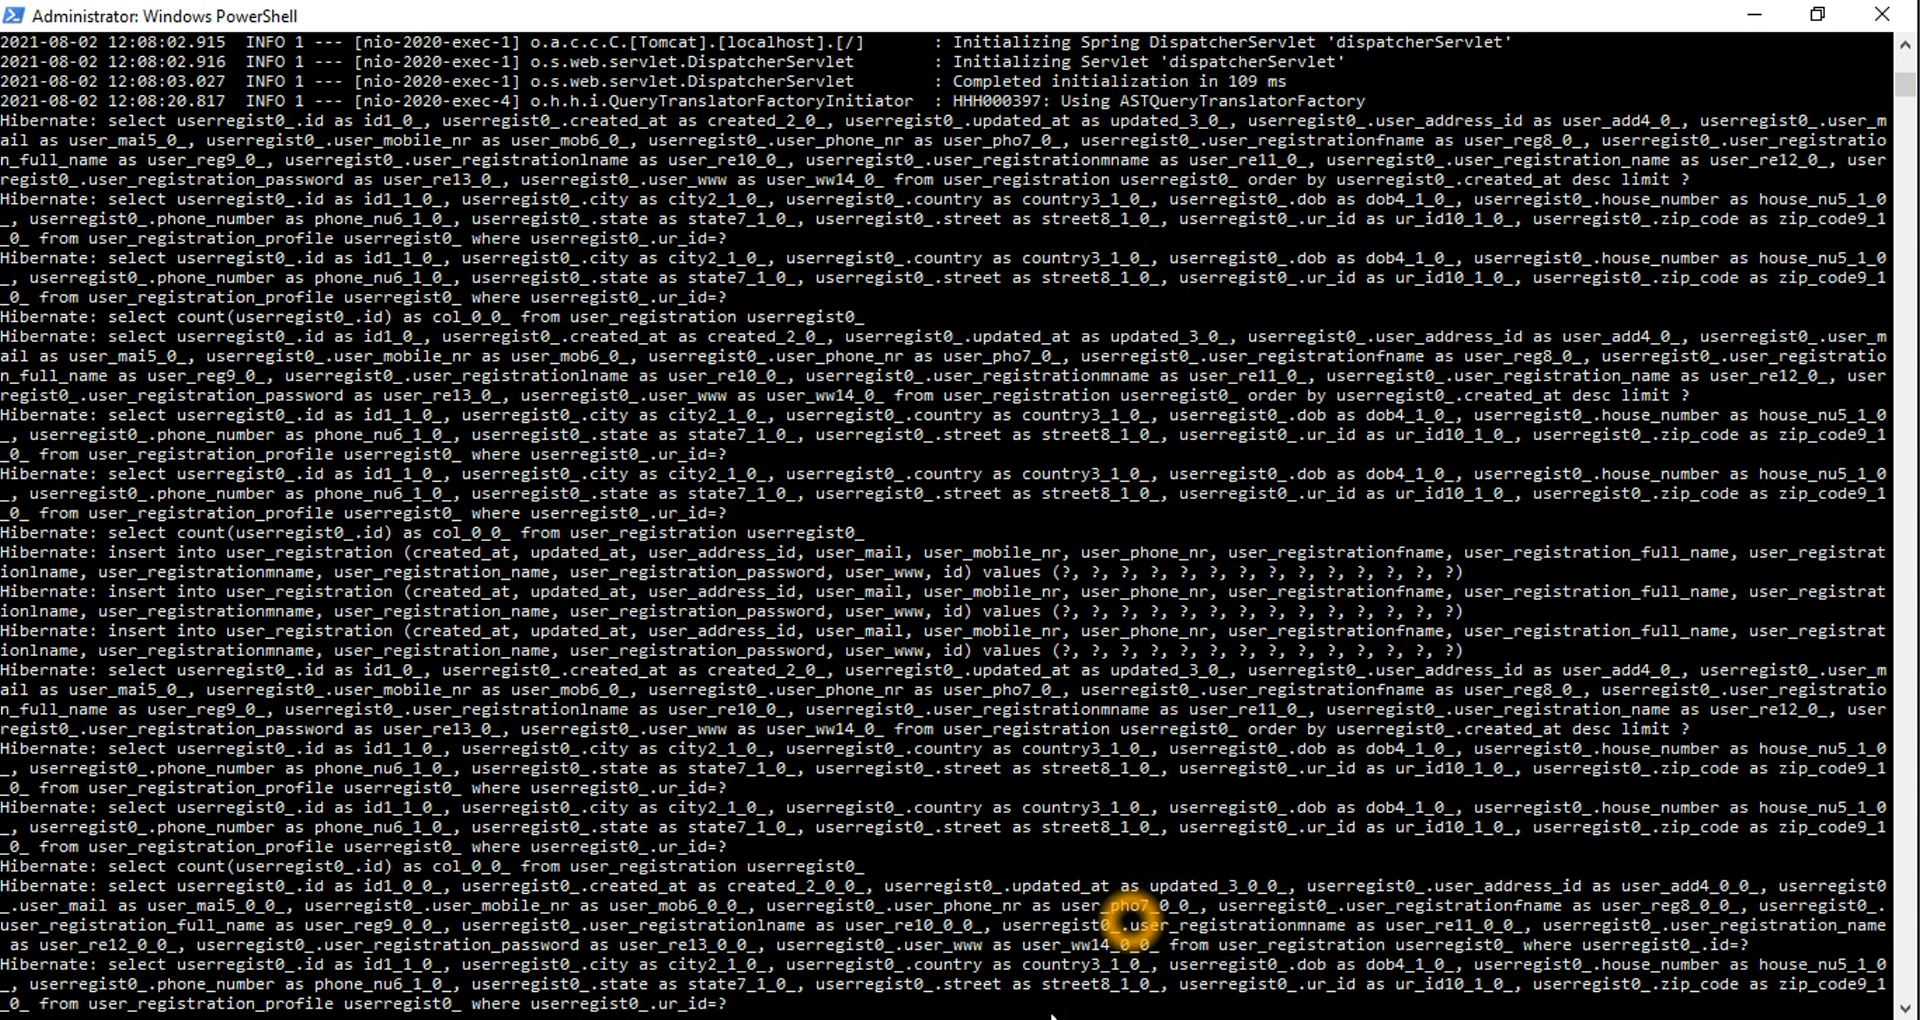 Administrator: Windows PowerShell
2021-08-02 12:08:02.915  INFO 1 --- [nio-2020-exec-1] o.a.c.c.C.[Tomcat].[localhost].[/]       : Initializing Spring DispatcherServlet 'dispatcherServlet'
2021-08-02 12:08:02.916  INFO 1 --- [nio-2020-exec-1] o.s.web.servlet.DispatcherServlet        : Initializing Servlet 'dispatcherServlet'
2021-08-02 12:08:03.027  INFO 1 --- [nio-2020-exec-1] o.s.web.servlet.DispatcherServlet        : Completed initialization in 109 ms
2021-08-02 12:08:20.817  INFO 1 --- [nio-2020-exec-4] o.h.h.i.QueryTranslatorFactoryInitiator  : HHH000397: Using ASTQueryTranslatorFactory
Hibernate: select userregist0_.id as id1_0_, userregist0_.created_at as created_2_0_, userregist0_.updated_at as updated_3_0_, userregist0_.user_address_id as user_add4_0_, userregist0_.user_m
ail as user_mai5_0_, userregist0_.user_mobile_nr as user_mob6_0_, userregist0_.user_phone_nr as user_pho7_0_, userregist0_.user_registrationfname as user_reg8_0_, userregist0_.user_registratio
n_full_name as user_reg9_0_, userregist0_.user_registrationlname as user_re10_0_, userregist0_.user_registrationmname as user_re11_0_, userregist0_.user_registration_name as user_re12_0_, user
regist0_.user_registration_password as user_re13_0_, userregist0_.user_www as user_ww14_0_ from user_registration userregist0_ order by userregist0_.created_at desc limit ?
Hibernate: select userregist0_.id as id1_1_0_, userregist0_.city as city2_1_0_, userregist0_.country as country3_1_0_, userregist0_.dob as dob4_1_0_, userregist0_.house_number as house_nu5_1_0
_, userregist0_.phone_number as phone_nu6_1_0_, userregist0_.state as state7_1_0_, userregist0_.street as street8_1_0_, userregist0_.ur_id as ur_id10_1_0_, userregist0_.zip_code as zip_code9_1
_0_ from user_registration_profile userregist0_ where userregist0_.ur_id=?
Hibernate: select userregist0_.id as id1_1_0_, userregist0_.city as city2_1_0_, userregist0_.country as country3_1_0_, userregist0_.dob as dob4_1_0_, userregist0_.house_number as house_nu5_1_0
_, userregist0_.phone_number as phone_nu6_1_0_, userregist0_.state as state7_1_0_, userregist0_.street as street8_1_0_, userregist0_.ur_id as ur_id10_1_0_, userregist0_.zip_code as zip_code9_1
_0_ from user_registration_profile userregist0_ where userregist0_.ur_id=?
Hibernate: select count(userregist0_.id) as col_0_0_ from user_registration userregist0_
Hibernate: select userregist0_.id as id1_0_, userregist0_.created_at as created_2_0_, userregist0_.updated_at as updated_3_0_, userregist0_.user_address_id as user_add4_0_, userregist0_.user_m
ail as user_mai5_0_, userregist0_.user_mobile_nr as user_mob6_0_, userregist0_.user_phone_nr as user_pho7_0_, userregist0_.user_registrationfname as user_reg8_0_, userregist0_.user_registratio
n_full_name as user_reg9_0_, userregist0_.user_registrationlname as user_re10_0_, userregist0_.user_registrationmname as user_re11_0_, userregist0_.user_registration_name as user_re12_0_, user
regist0_.user_registration_password as user_re13_0_, userregist0_.user_www as user_ww14_0_ from user_registration userregist0_ order by userregist0_.created_at desc limit ?
Hibernate: select userregist0_.id as id1_1_0_, userregist0_.city as city2_1_0_, userregist0_.country as country3_1_0_, userregist0_.dob as dob4_1_0_, userregist0_.house_number as house_nu5_1_0
_, userregist0_.phone_number as phone_nu6_1_0_, userregist0_.state as state7_1_0_, userregist0_.street as street8_1_0_, userregist0_.ur_id as ur_id10_1_0_, userregist0_.zip_code as zip_code9_1
_0_ from user_registration_profile userregist0_ where userregist0_.ur_id=?
Hibernate: select userregist0_.id as id1_1_0_, userregist0_.city as city2_1_0_, userregist0_.country as country3_1_0_, userregist0_.dob as dob4_1_0_, userregist0_.house_number as house_nu5_1_0
_, userregist0_.phone_number as phone_nu6_1_0_, userregist0_.state as state7_1_0_, userregist0_.street as street8_1_0_, userregist0_.ur_id as ur_id10_1_0_, userregist0_.zip_code as zip_code9_1
_0_ from user_registration_profile userregist0_ where userregist0_.ur_id=?
Hibernate: select count(userregist0_.id) as col_0_0_ from user_registration userregist0_
Hibernate: insert into user_registration (created_at, updated_at, user_address_id, user_mail, user_mobile_nr, user_phone_nr, user_registrationfname, user_registration_full_name, user_registrat
ionlname, user_registrationmname, user_registration_name, user_registration_password, user_www, id) values (?, ?, ?, ?, ?, ?, ?, ?, ?, ?, ?, ?, ?, ?)
Hibernate: insert into user_registration (created_at, updated_at, user_address_id, user_mail, user_mobile_nr, user_phone_nr, user_registrationfname, user_registration_full_name, user_registrat
ionlname, user_registrationmname, user_registration_name, user_registration_password, user_www, id) values (?, ?, ?, ?, ?, ?, ?, ?, ?, ?, ?, ?, ?, ?)
Hibernate: insert into user_registration (created_at, updated_at, user_address_id, user_mail, user_mobile_nr, user_phone_nr, user_registrationfname, user_registration_full_name, user_registrat
ionlname, user_registrationmname, user_registration_name, user_registration_password, user_www, id) values (?, ?, ?, ?, ?, ?, ?, ?, ?, ?, ?, ?, ?, ?)
Hibernate: select userregist0_.id as id1_0_, userregist0_.created_at as created_2_0_, userregist0_.updated_at as updated_3_0_, userregist0_.user_address_id as user_add4_0_, userregist0_.user_m
ail as user_mai5_0_, userregist0_.user_mobile_nr as user_mob6_0_, userregist0_.user_phone_nr as user_pho7_0_, userregist0_.user_registrationfname as user_reg8_0_, userregist0_.user_registratio
n_full_name as user_reg9_0_, userregist0_.user_registrationlname as user_re10_0_, userregist0_.user_registrationmname as user_re11_0_, userregist0_.user_registration_name as user_re12_0_, user
regist0_.user_registration_password as user_re13_0_, userregist0_.user_www as user_ww14_0_ from user_registration userregist0_ order by userregist0_.created_at desc limit ?
Hibernate: select userregist0_.id as id1_1_0_, userregist0_.city as city2_1_0_, userregist0_.country as country3_1_0_, userregist0_.dob as dob4_1_0_, userregist0_.house_number as house_nu5_1_0
_, userregist0_.phone_number as phone_nu6_1_0_, userregist0_.state as state7_1_0_, userregist0_.street as street8_1_0_, userregist0_.ur_id as ur_id10_1_0_, userregist0_.zip_code as zip_code9_1
_0_ from user_registration_profile userregist0_ where userregist0_.ur_id=?
Hibernate: select userregist0_.id as id1_1_0_, userregist0_.city as city2_1_0_, userregist0_.country as country3_1_0_, userregist0_.dob as dob4_1_0_, userregist0_.house_number as house_nu5_1_0
_, userregist0_.phone_number as phone_nu6_1_0_, userregist0_.state as state7_1_0_, userregist0_.street as street8_1_0_, userregist0_.ur_id as ur_id10_1_0_, userregist0_.zip_code as zip_code9_1
_0_ from user_registration_profile userregist0_ where userregist0_.ur_id=?
Hibernate: select count(userregist0_.id) as col_0_0_ from user_registration userregist0_
Hibernate: select userregist0_.id as id1_0_0_, userregist0_.created_at as created_2_0_0_, userregist0_.updated_at as updated_3_0_0_, userregist0_.user_address_id as user_add4_0_0_, userregist0
_.user_mail as user_mai5_0_0_, userregist0_.user_mobile_nr as user_mob6_0_0_, userregist0_.user_phone_nr as user_pho7_0_0_, userregist0_.user_registrationfname as user_reg8_0_0_, userregist0_.
user_registration_full_name as user_reg9_0_0_, userregist0_.user_registrationlname as user_re10_0_0_, userregist0_.user_registrationmname as user_re11_0_0_, userregist0_.user_registration_name
 as user_re12_0_0_, userregist0_.user_registration_password as user_re13_0_0_, userregist0_.user_www as user_ww14_0_0_ from user_registration userregist0_ where userregist0_.id=?
Hibernate: select userregist0_.id as id1_1_0_, userregist0_.city as city2_1_0_, userregist0_.country as country3_1_0_, userregist0_.dob as dob4_1_0_, userregist0_.house_number as house_nu5_1_0
_, userregist0_.phone_number as phone_nu6_1_0_, userregist0_.state as state7_1_0_, userregist0_.street as street8_1_0_, userregist0_.ur_id as ur_id10_1_0_, userregist0_.zip_code as zip_code9_1
_0_ from user_registration_profile userregist0_ where userregist0_.ur_id=?